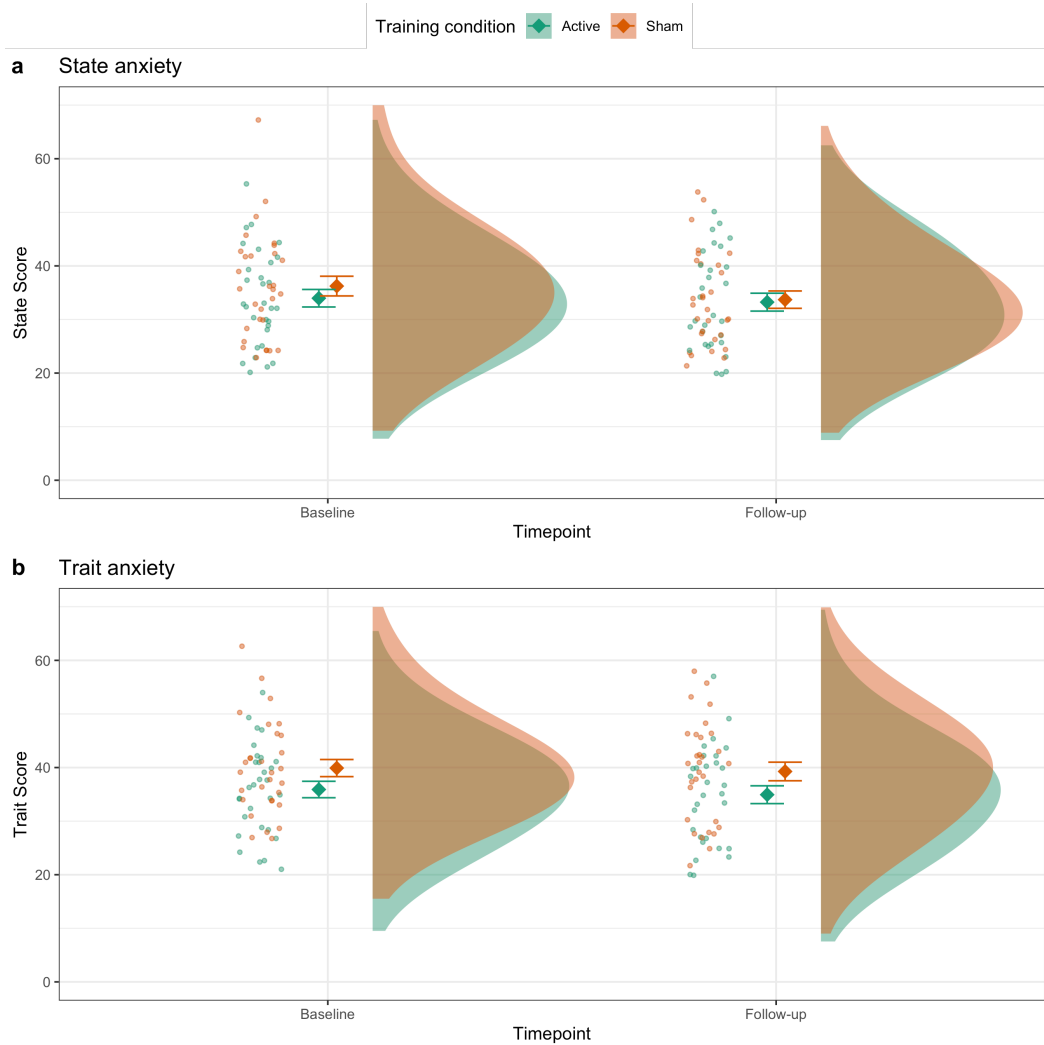 Training condition Active Sham
a State anxiety
60
40
20
0
State Score
Baseline Follow-up
Timepoint
b Trait anxiety
60
40
20
0
Trait Score
Baseline Follow-up
Timepoint